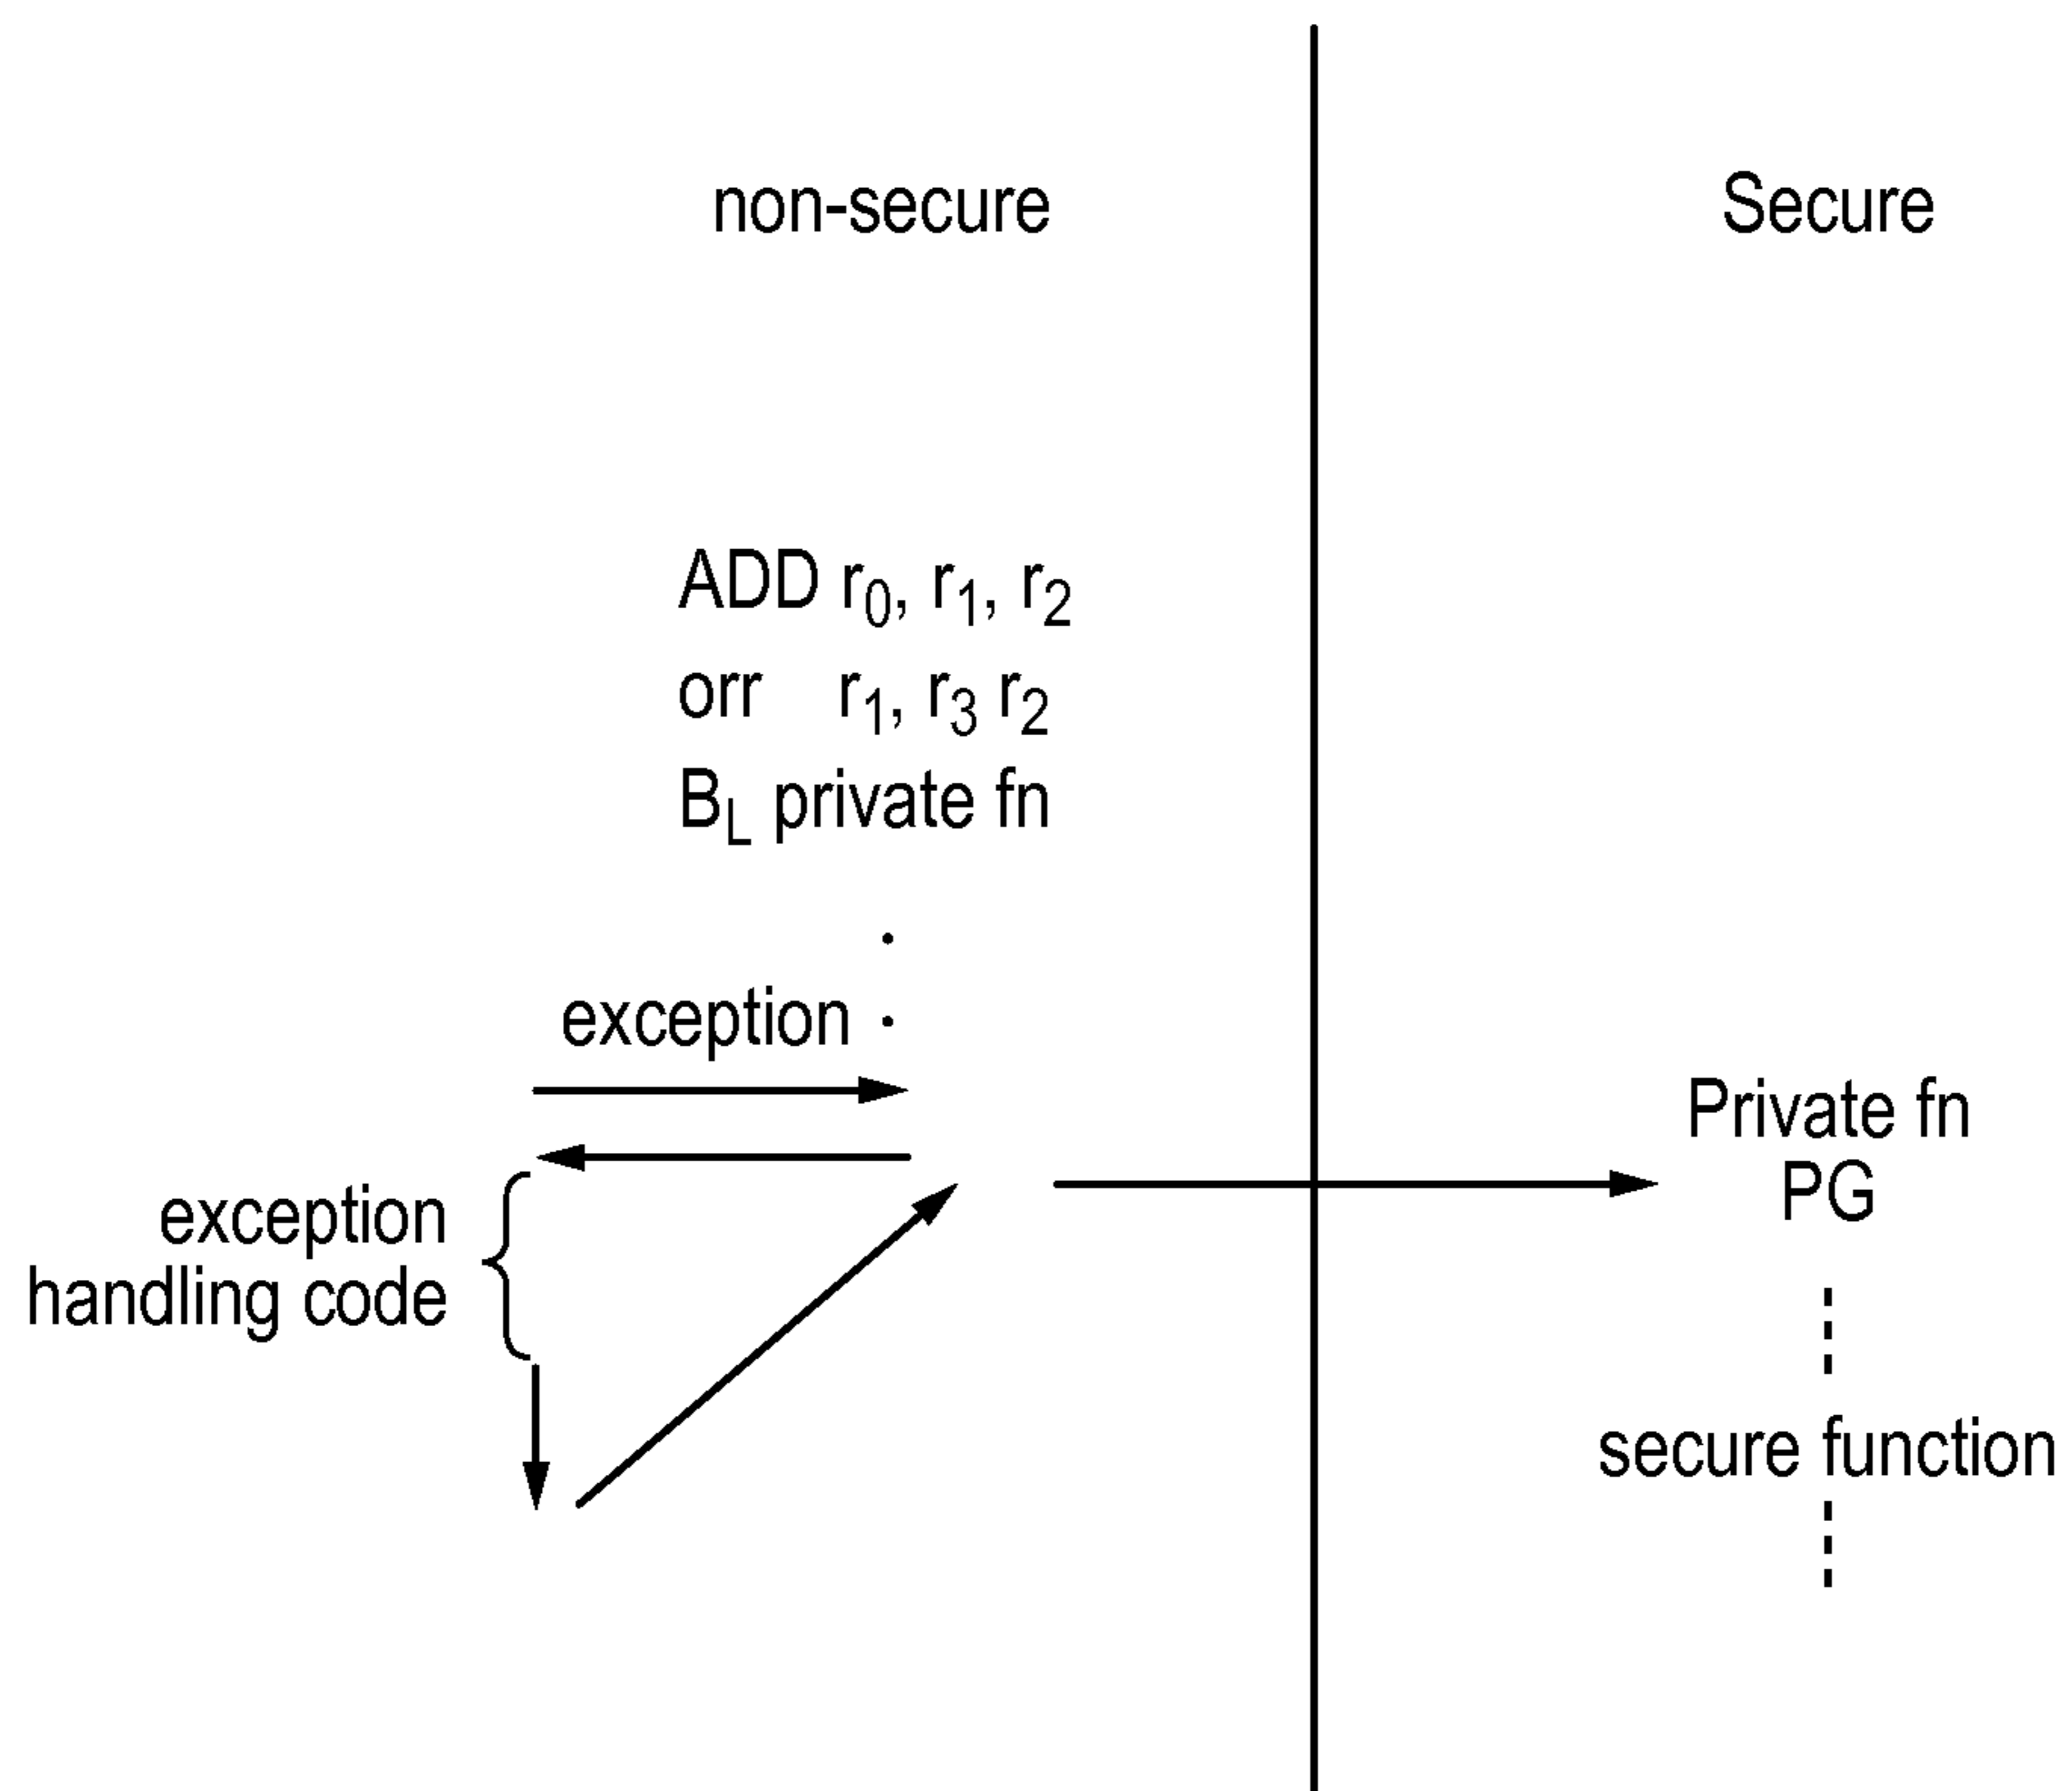 non-secure
Secure
ADD r₀, r₁, r₂
orr r₁, r₃ r₂
B_L private fn
exception
exception
handling code
Private fn
PG
secure function